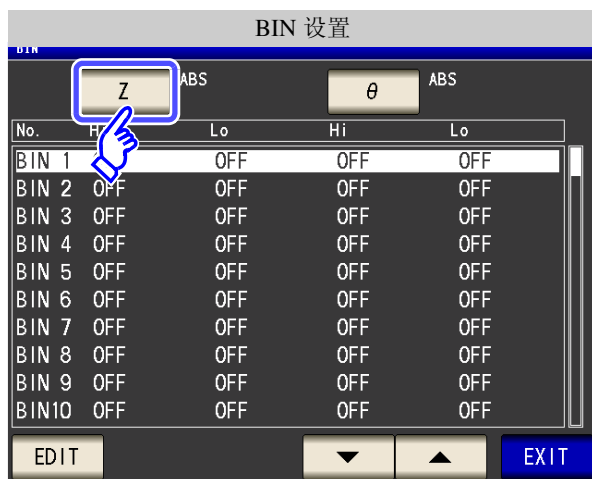 BIN 设置
BIN
Z ABS θ ABS
No. H Lo Hi Lo
BIN 1 OFF OFF OFF
BIN 2 OFF OFF OFF OFF
BIN 3 OFF OFF OFF OFF
BIN 4 OFF OFF OFF OFF
BIN 5 OFF OFF OFF OFF
BIN 6 OFF OFF OFF OFF
BIN 7 OFF OFF OFF OFF
BIN 8 OFF OFF OFF OFF
BIN 9 OFF OFF OFF OFF
BIN10 OFF OFF OFF OFF
EDIT EXIT